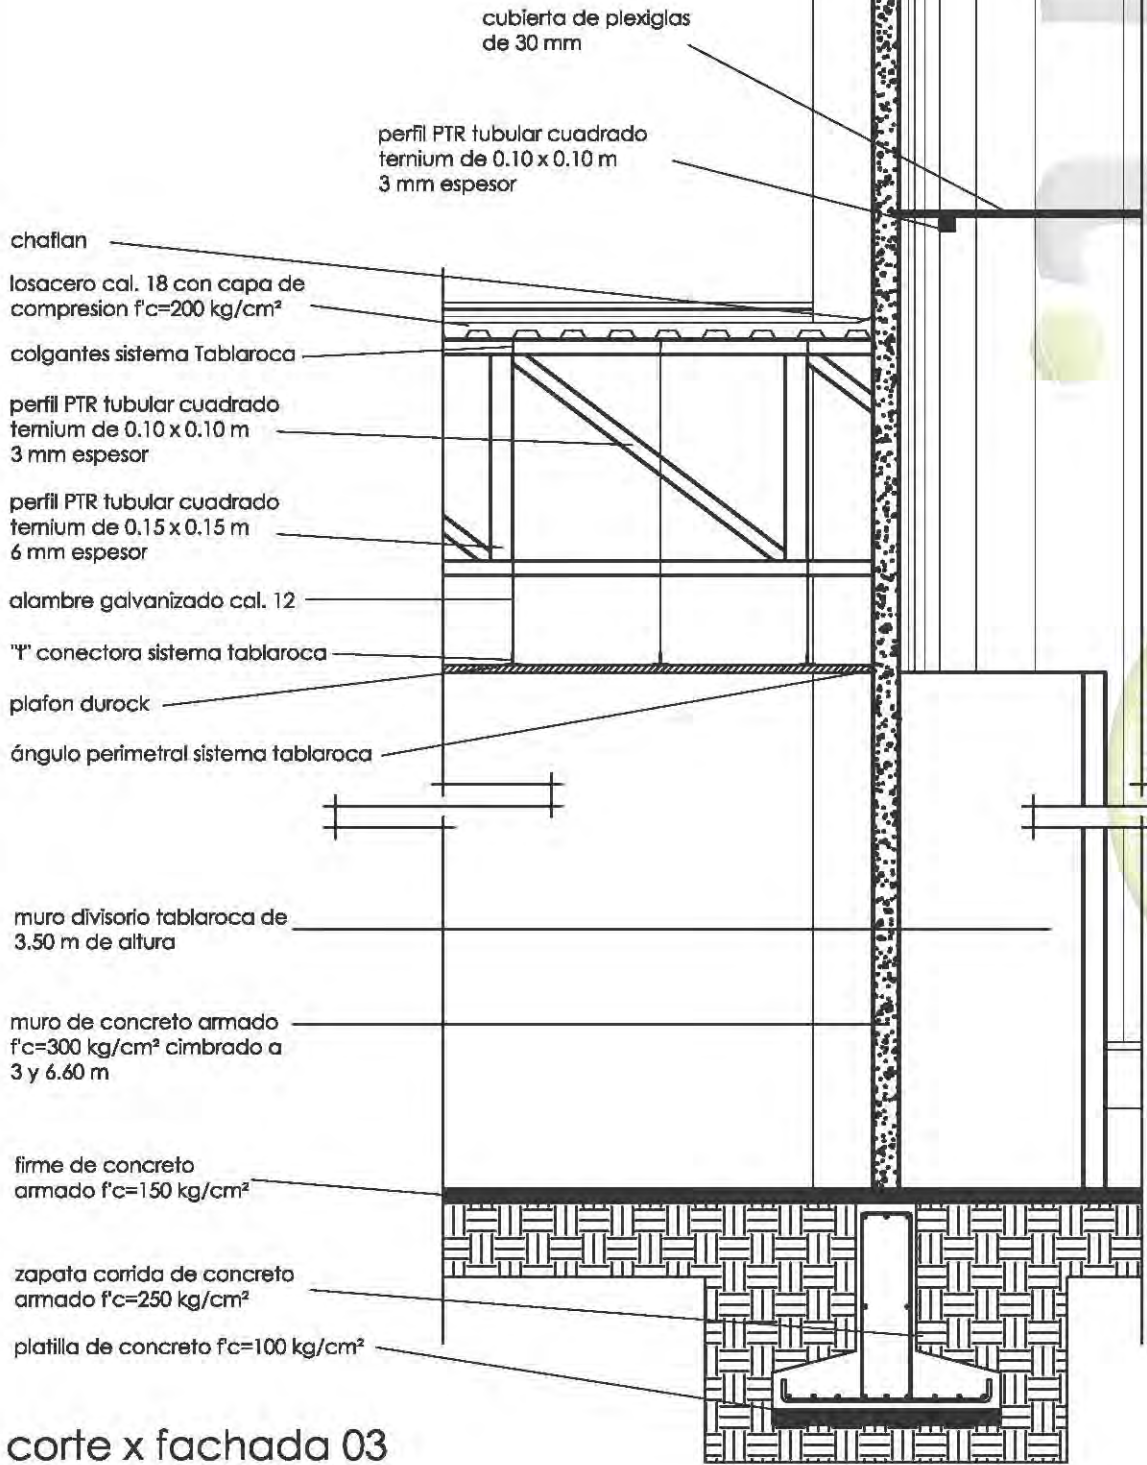 cubierta de plexiglas
de 30 mm
perfil PTR tubular cuadrado
ternium de 0.10 x 0.10 m
3 mm espesor
chaflan
losacero cal. 18 con capa de
compresion f'c=200 kg/cm²
colgantes sistema Tablaroca
perfil PTR tubular cuadrado
ternium de 0.10 x 0.10 m
3 mm espesor
perfil PTR tubular cuadrado
ternium de 0.15 x 0.15 m
6 mm espesor
alambre galvanizado cal. 12
"T" conectora sistema tablaroca
plafon durock
ángulo perimetral sistema tablaroca
muro divisorio tablaroca de
3.50 m de altura
muro de concreto armado
f'c=300 kg/cm² cimbrado a
3 y 6.60 m
firme de concreto
armado f'c=150 kg/cm²
zapata corrida de concreto
armado f'c=250 kg/cm²
platilla de concreto f'c=100 kg/cm²
corte x fachada 03